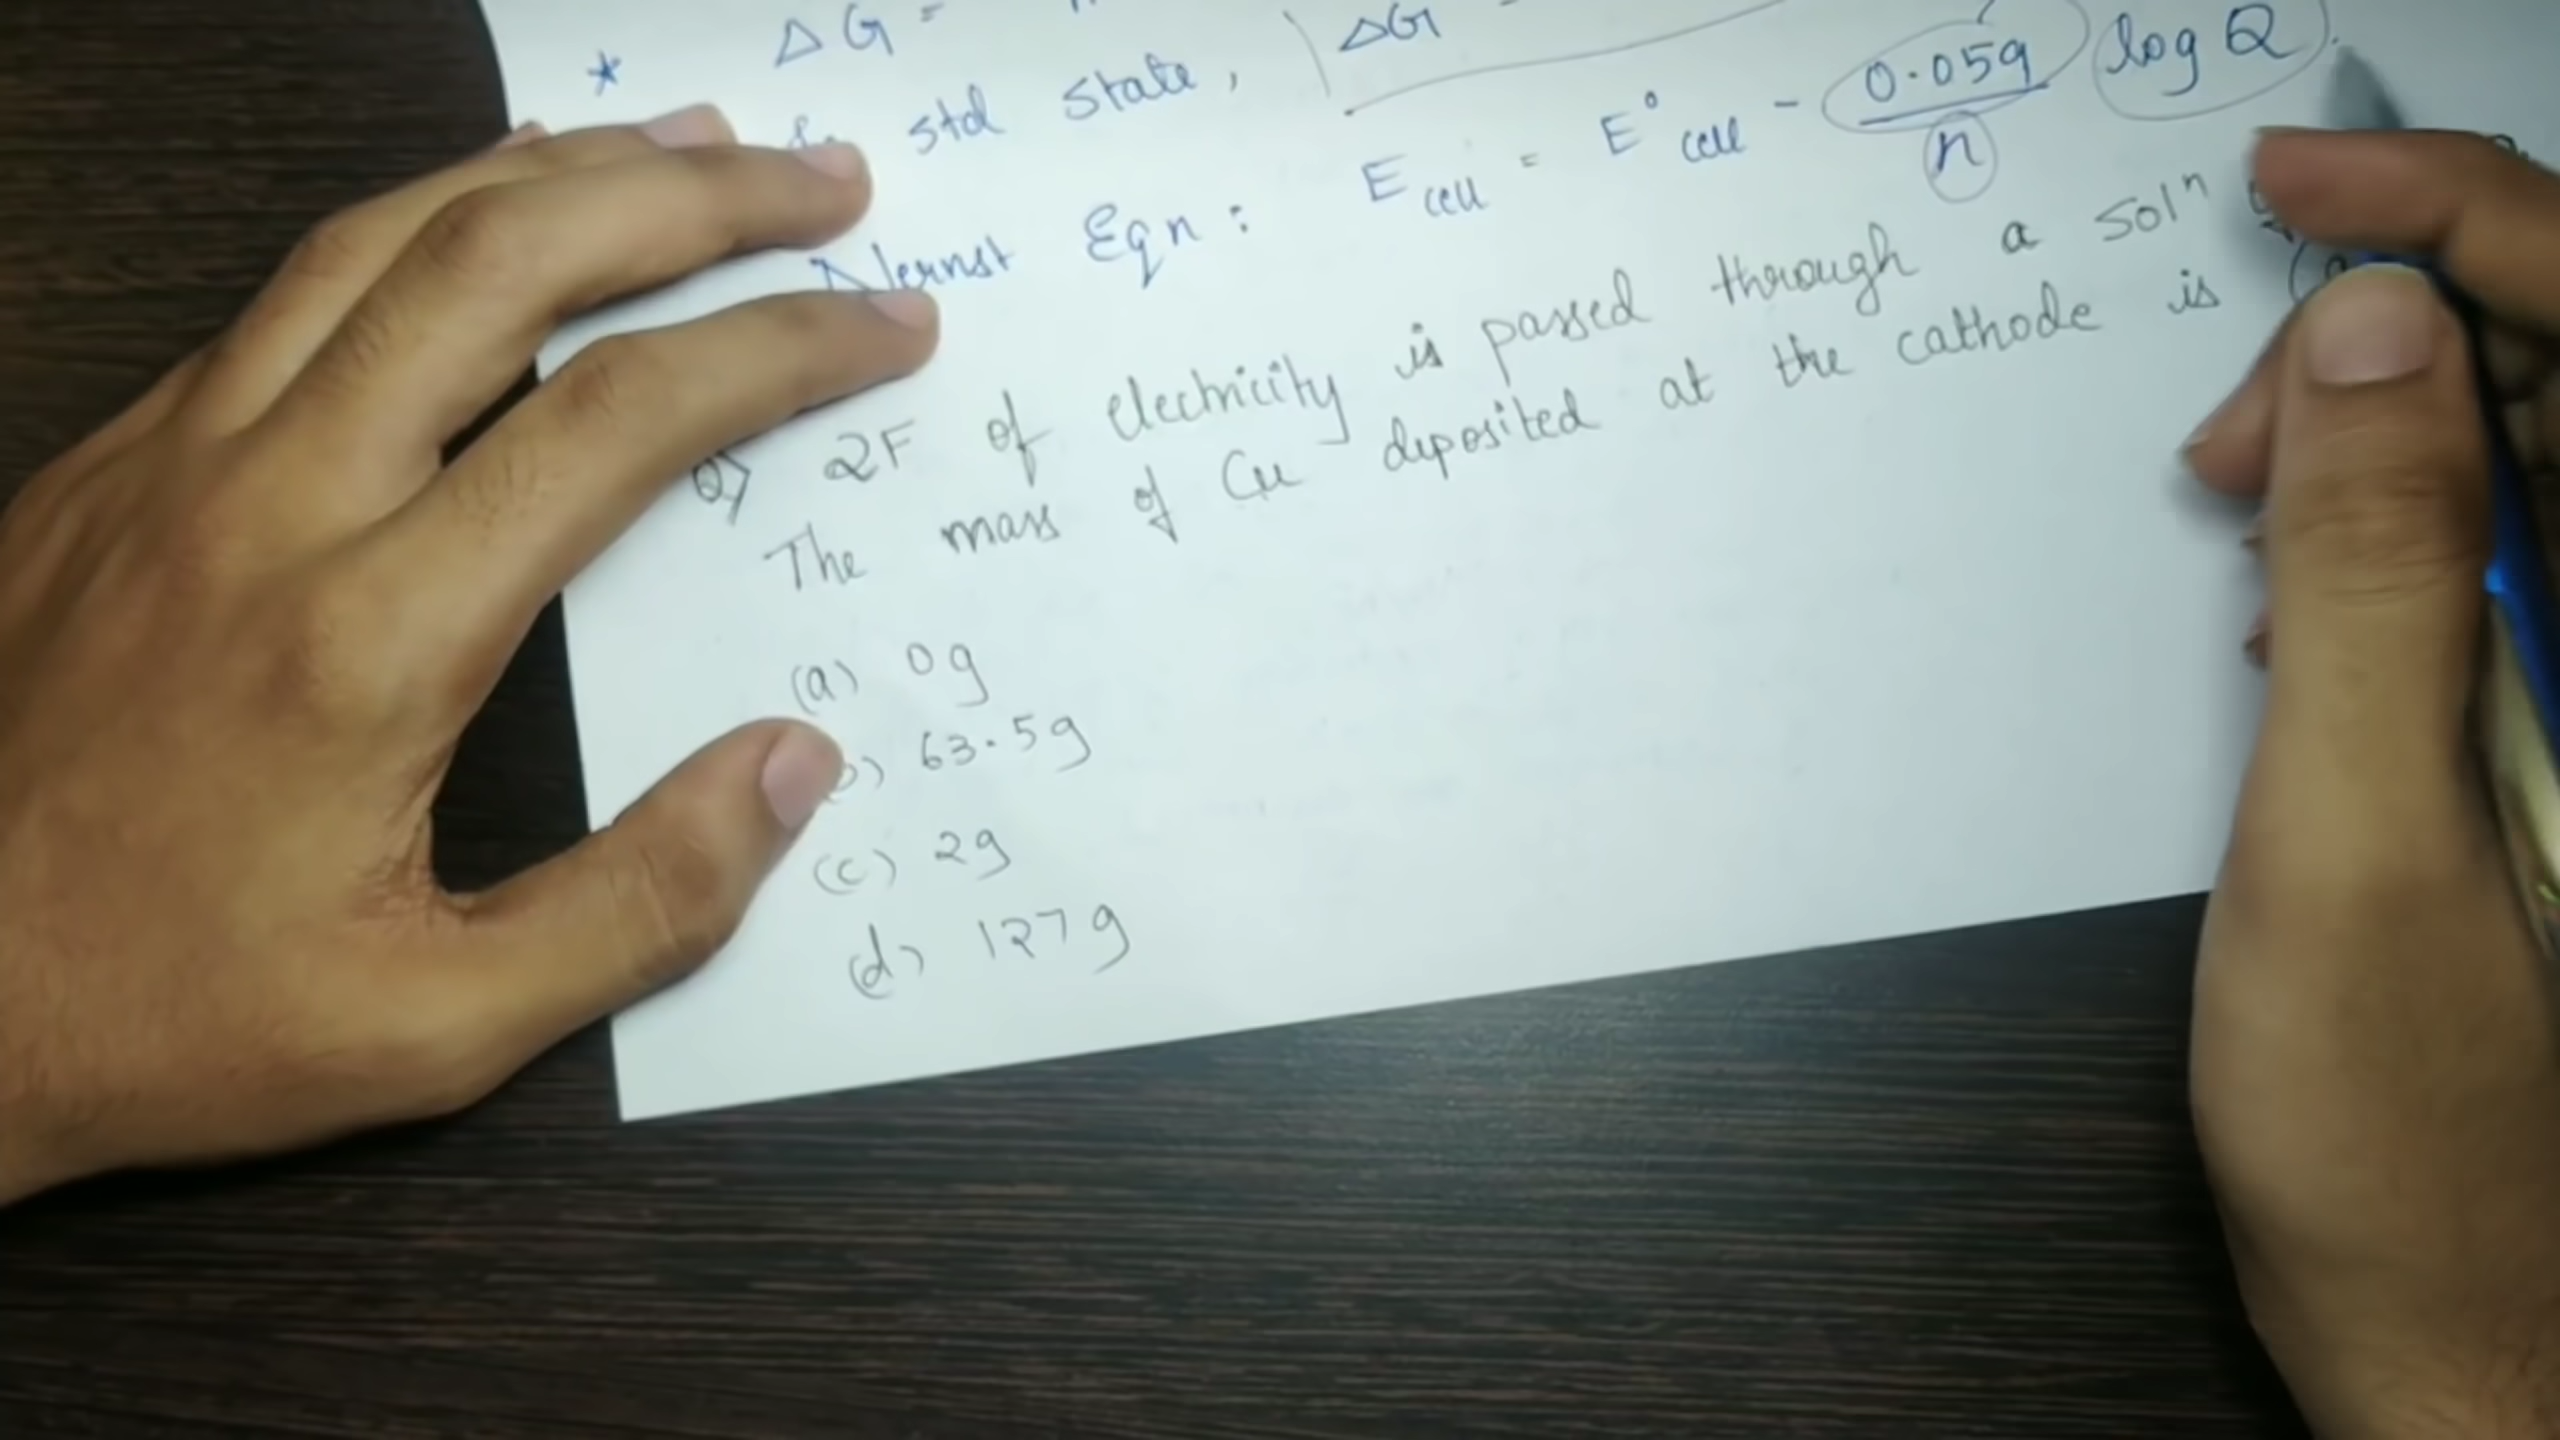 * ΔG =
std state, ΔG
Nernst Eqn: E cell = E° cell - 0.059/n log Q
Q) 2F of electricity is passed through a solⁿ
The mass of Cu deposited at the cathode is
(a) 0g
63.5g
(c) 2g
(d) 127g